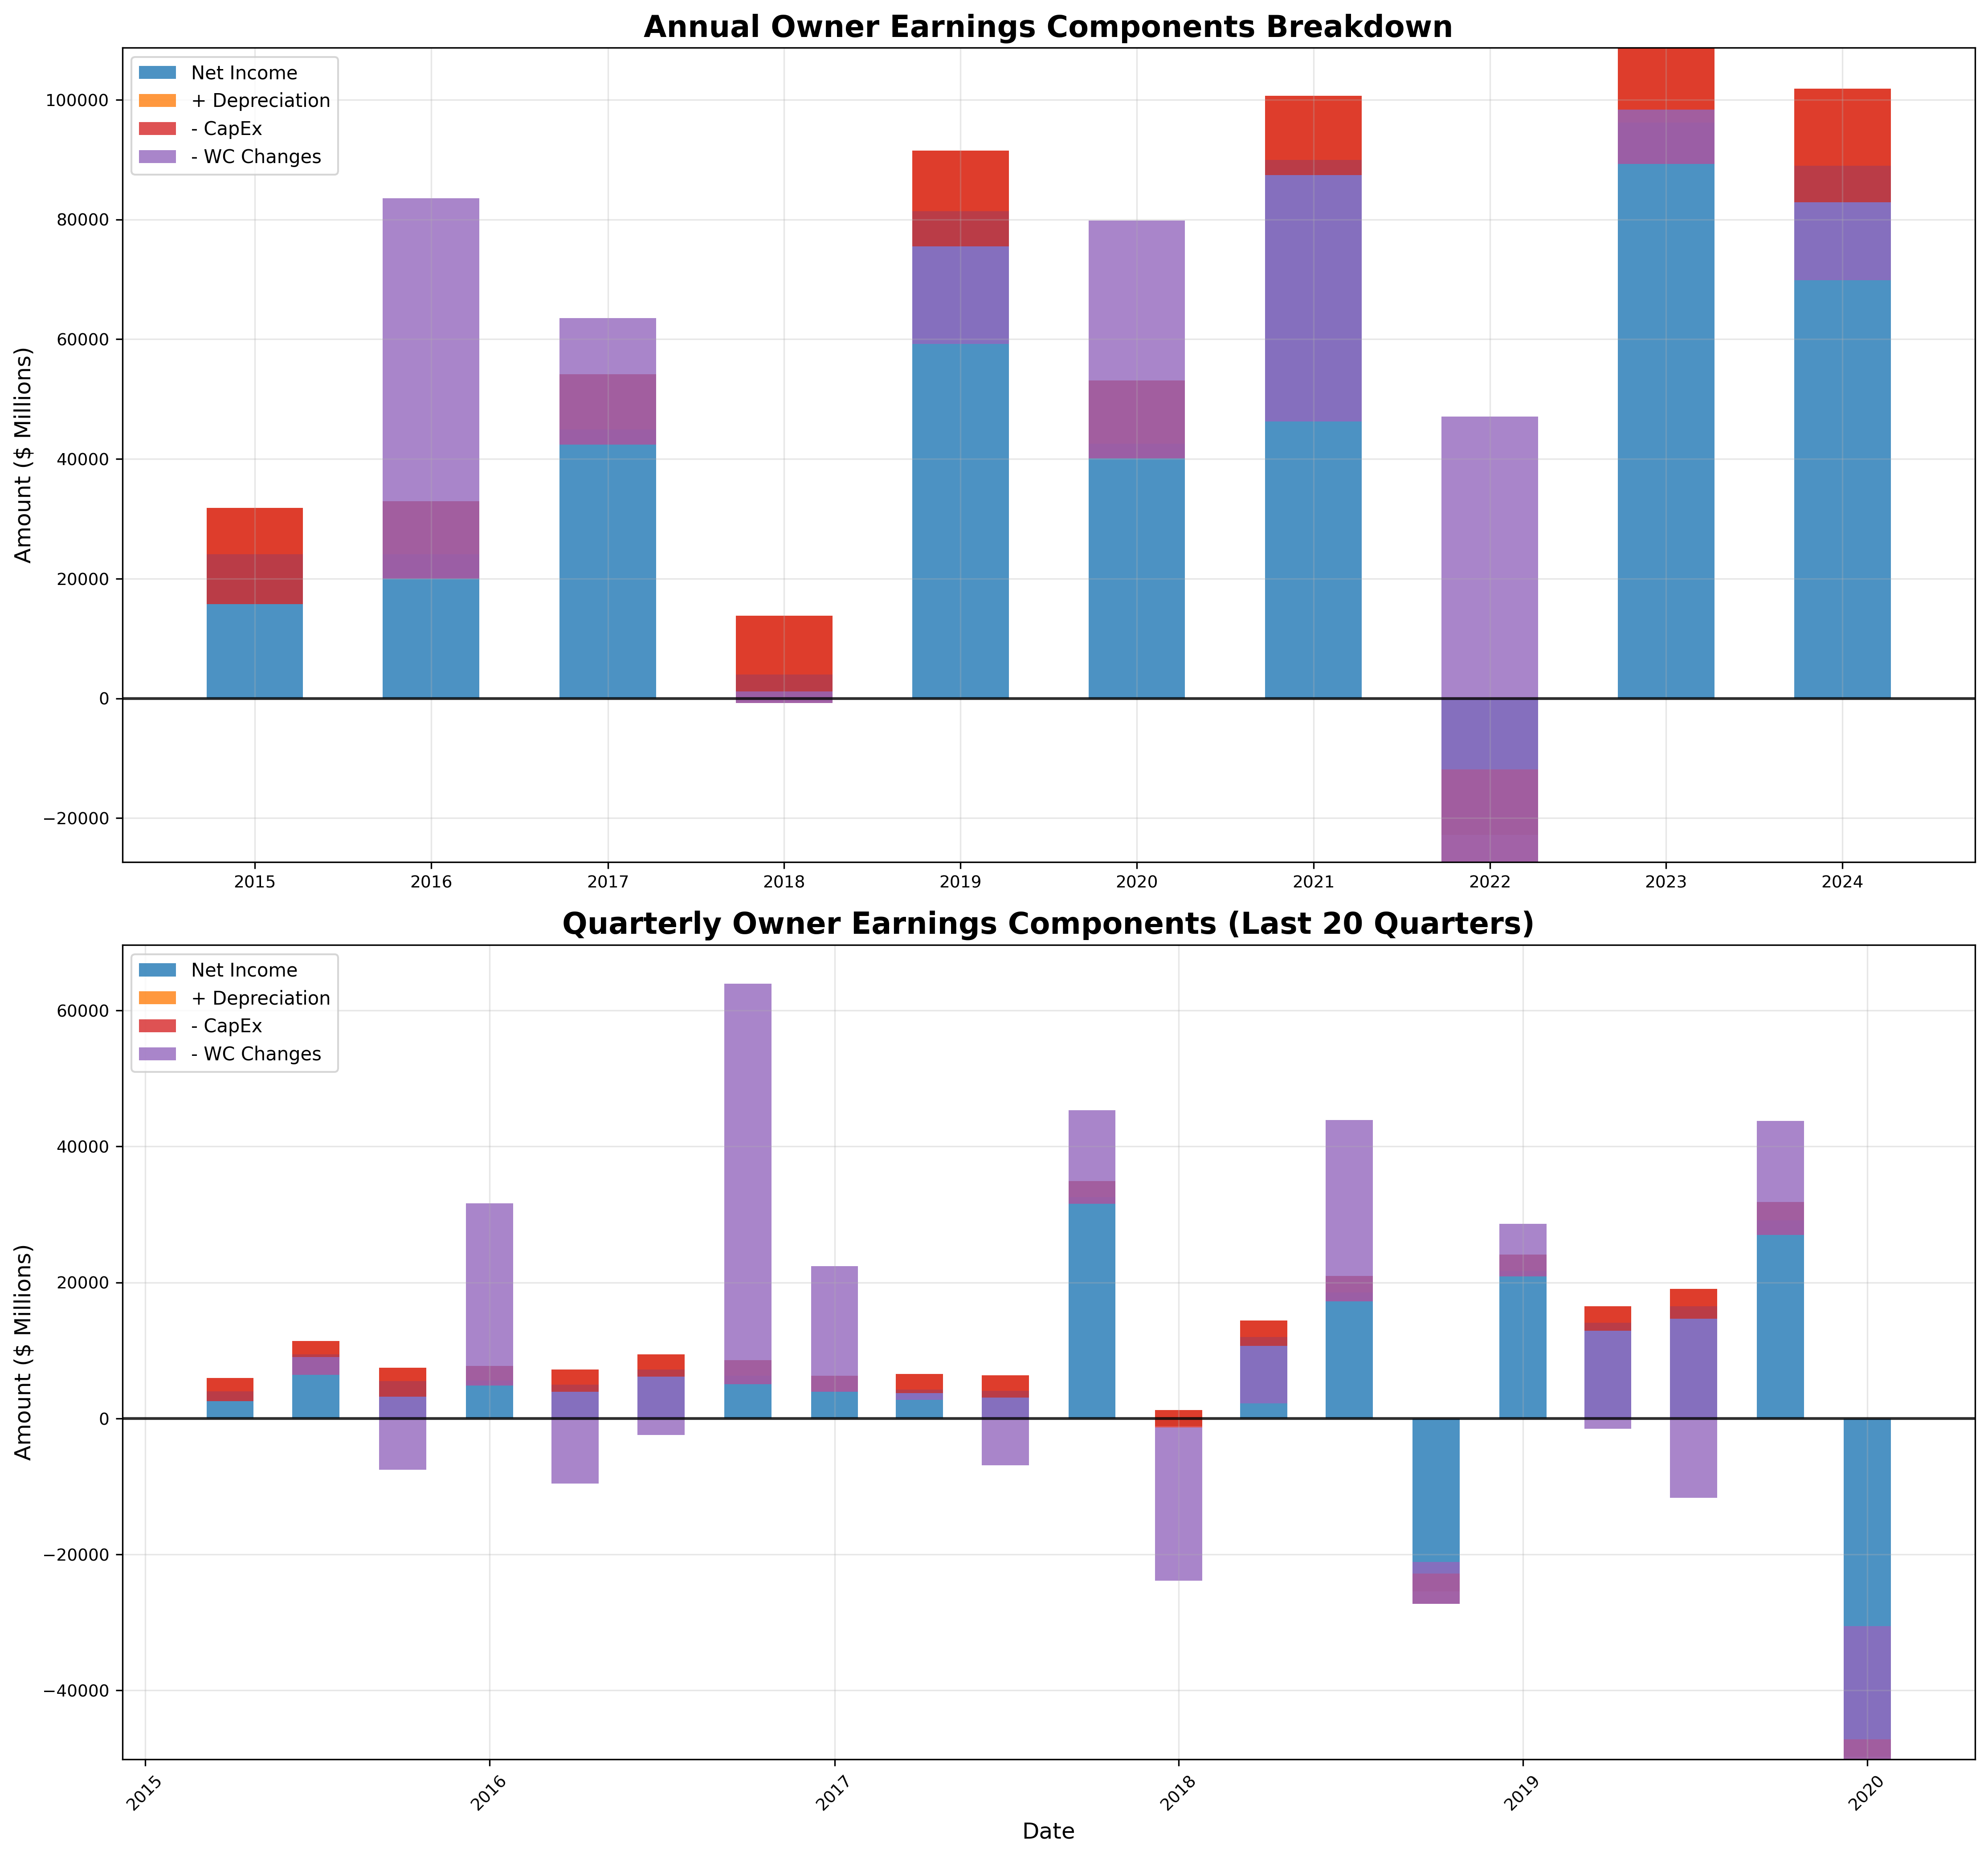 Annual Owner Earnings Components Breakdown
Net Income
+ Depreciation
- CapEx
- WC Changes
Amount ($ Millions)
100000
80000
60000
40000
20000
0
−20000
2015 2016 2017 2018 2019 2020 2021 2022 2023 2024
Quarterly Owner Earnings Components (Last 20 Quarters)
Net Income
+ Depreciation
- CapEx
- WC Changes
Amount ($ Millions)
60000
40000
20000
0
−20000
−40000
2015 2016 2017 2018 2019 2020
Date